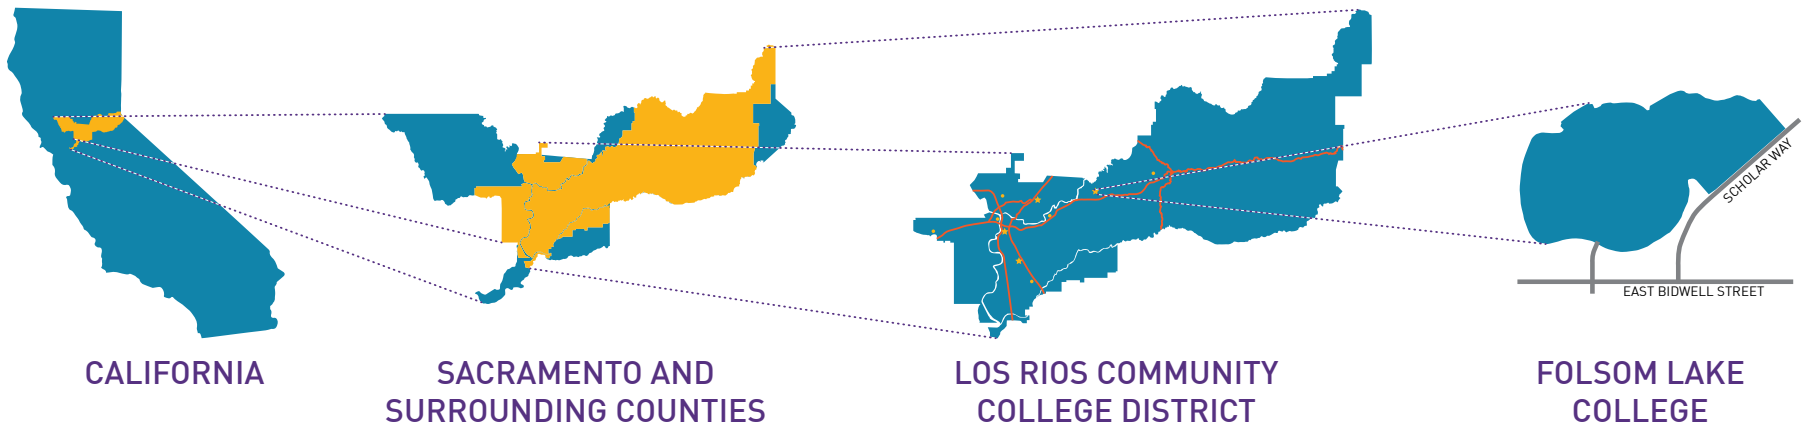 SCHOLAR WAY
EAST BIDWELL STREET
CALIFORNIA
SACRAMENTO AND
SURROUNDING COUNTIES
LOS RIOS COMMUNITY
COLLEGE DISTRICT
FOLSOM LAKE
COLLEGE